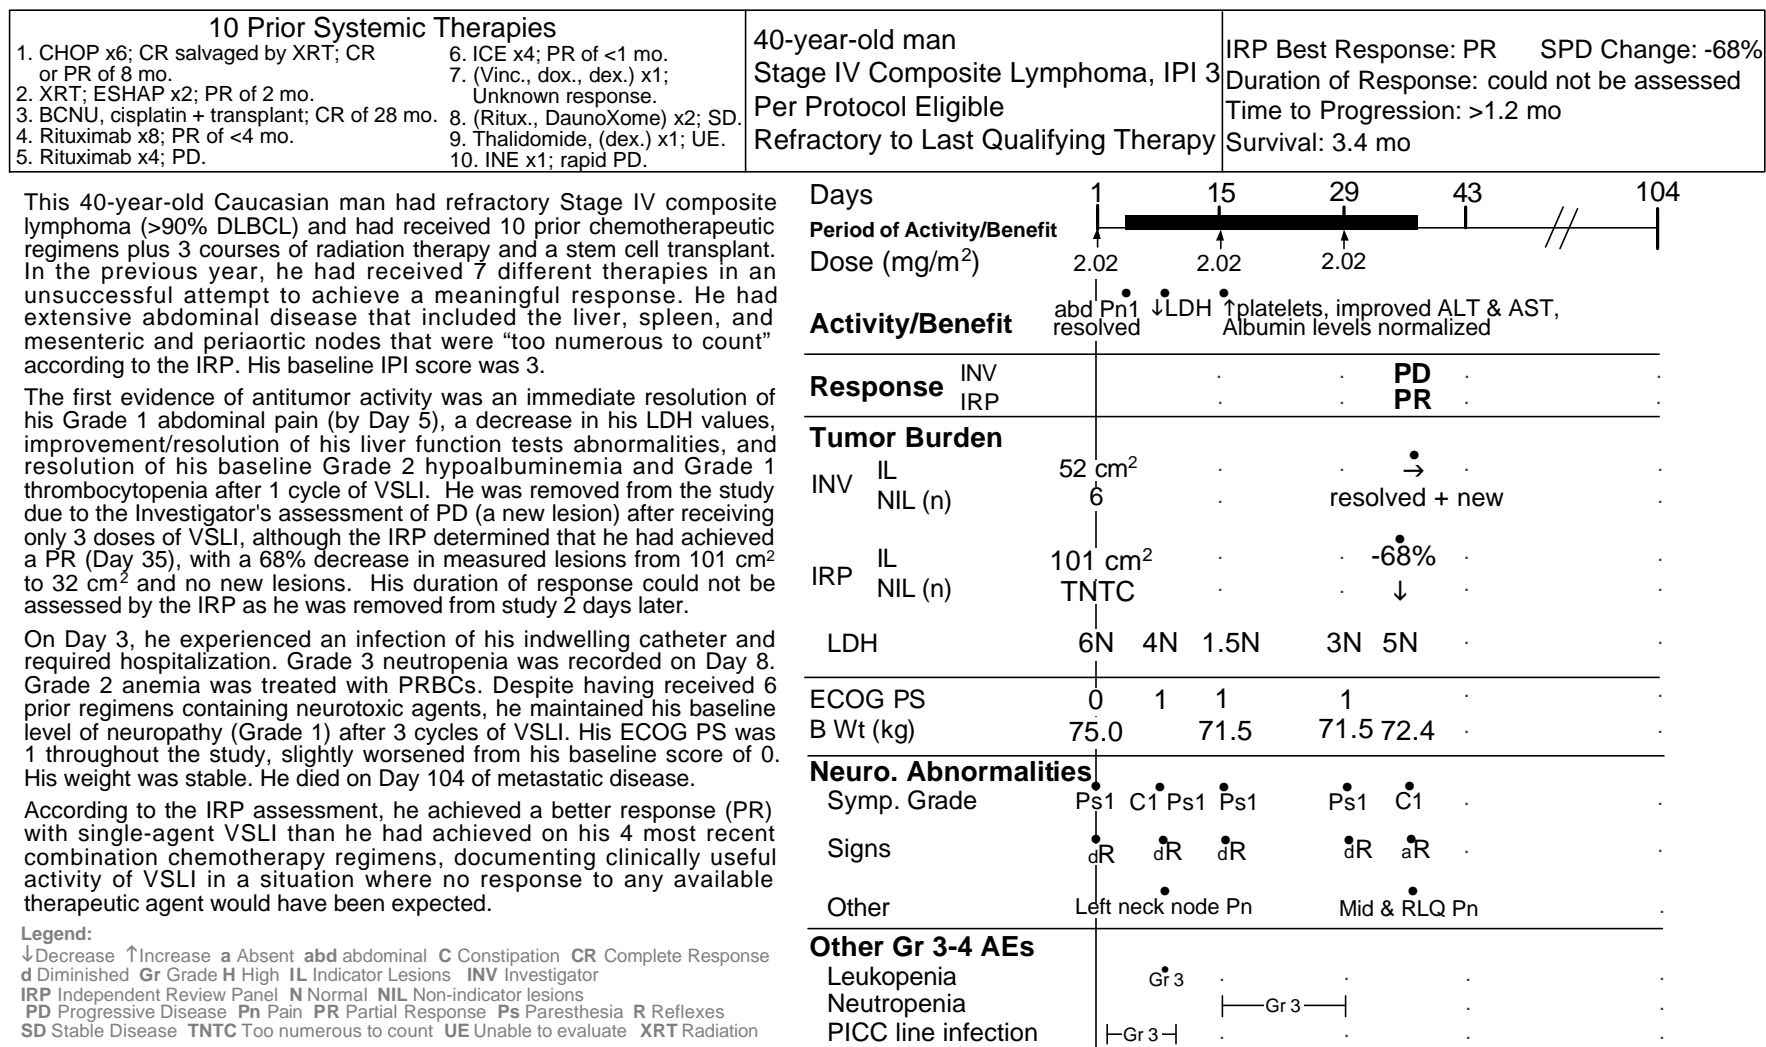 10 Prior Systemic Therapies
1. CHOP x6; CR salvaged by XRT; CR
or PR of 8 mo.
2. XRT; ESHAP x2; PR of 2 mo.
3. BCNU, cisplatin + transplant; CR of 28 mo.
4. Rituximab x8; PR of <4 mo.
5. Rituximab x4; PD.
6. ICE x4; PR of <1 mo.
7. (Vinc., dox., dex.) x1;
Unknown response.
8. (Ritux., DaunoXome) x2; SD.
9. Thalidomide, (dex.) x1; UE.
10. INE x1; rapid PD.
40-year-old man
Stage IV Composite Lymphoma, IPI 3
Per Protocol Eligible
Refractory to Last Qualifying Therapy
IRP Best Response: PR SPD Change: -68%
Duration of Response: could not be assessed
Time to Progression: >1.2 mo
Survival: 3.4 mo
This 40-year-old Caucasian man had refractory Stage IV composite
lymphoma (>90% DLBCL) and had received 10 prior chemotherapeutic
regimens plus 3 courses of radiation therapy and a stem cell transplant.
In the previous year, he had received 7 different therapies in an
unsuccessful attempt to achieve a meaningful response. He had
extensive abdominal disease that included the liver, spleen, and
mesenteric and periaortic nodes that were “too numerous to count”
according to the IRP. His baseline IPI score was 3.
The first evidence of antitumor activity was an immediate resolution of
his Grade 1 abdominal pain (by Day 5), a decrease in his LDH values,
improvement/resolution of his liver function tests abnormalities, and
resolution of his baseline Grade 2 hypoalbuminemia and Grade 1
thrombocytopenia after 1 cycle of VSLI. He was removed from the study
due to the Investigator's assessment of PD (a new lesion) after receiving
only 3 doses of VSLI, although the IRP determined that he had achieved
a PR (Day 35), with a 68% decrease in measured lesions from 101 cm²
to 32 cm² and no new lesions. His duration of response could not be
assessed by the IRP as he was removed from study 2 days later.
On Day 3, he experienced an infection of his indwelling catheter and
required hospitalization. Grade 3 neutropenia was recorded on Day 8.
Grade 2 anemia was treated with PRBCs. Despite having received 6
prior regimens containing neurotoxic agents, he maintained his baseline
level of neuropathy (Grade 1) after 3 cycles of VSLI. His ECOG PS was
1 throughout the study, slightly worsened from his baseline score of 0.
His weight was stable. He died on Day 104 of metastatic disease.
According to the IRP assessment, he achieved a better response (PR)
with single-agent VSLI than he had achieved on his 4 most recent
combination chemotherapy regimens, documenting clinically useful
activity of VSLI in a situation where no response to any available
therapeutic agent would have been expected.
Legend:
↓Decrease ↑Increase a Absent abd abdominal C Constipation CR Complete Response
d Diminished Gr Grade H High IL Indicator Lesions INV Investigator
IRP Independent Review Panel N Normal NIL Non-indicator lesions
PD Progressive Disease Pn Pain PR Partial Response Ps Paresthesia R Reflexes
SD Stable Disease TNTC Too numerous to count UE Unable to evaluate XRT Radiation
Days 1 15 29 43 104
Period of Activity/Benefit
Dose (mg/m²) 2.02 2.02 2.02
Activity/Benefit abd Pn1 ↓LDH ↑platelets, improved ALT & AST,
resolved Albumin levels normalized
Response INV PD
IRP PR
Tumor Burden
INV IL 52 cm² →
NIL (n) 6 resolved + new
IRP IL 101 cm² -68%
NIL (n) TNTC ↓
LDH 6N 4N 1.5N 3N 5N
ECOG PS 0 1 1 1
B Wt (kg) 75.0 71.5 71.5 72.4
Neuro. Abnormalities
Symp. Grade Ps1 C1 Ps1 Ps1 Ps1 C1
Signs dR dR dR dR aR
Other Left neck node Pn Mid & RLQ Pn
Other Gr 3-4 AEs
Leukopenia Gr 3
Neutropenia Gr 3
PICC line infection Gr 3